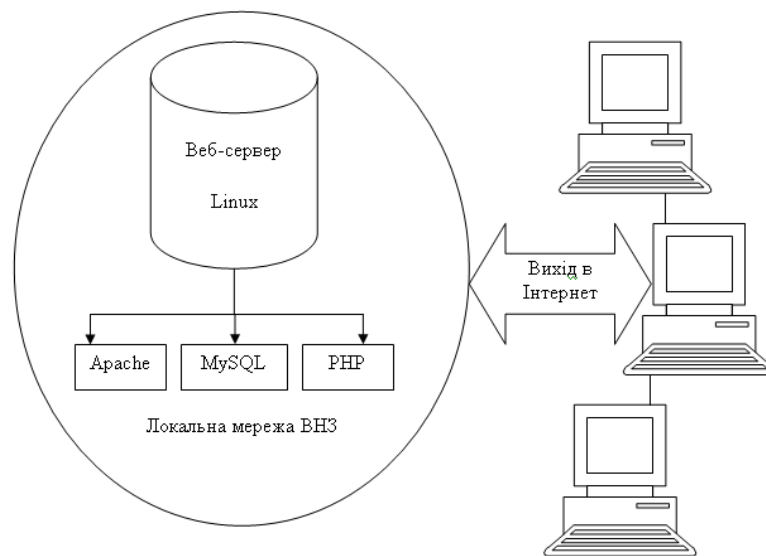 Веб-сервер
Linux
Apache
MySQL
PHP
Локальна мережа ВНЗ
Вихід в
Інтернет